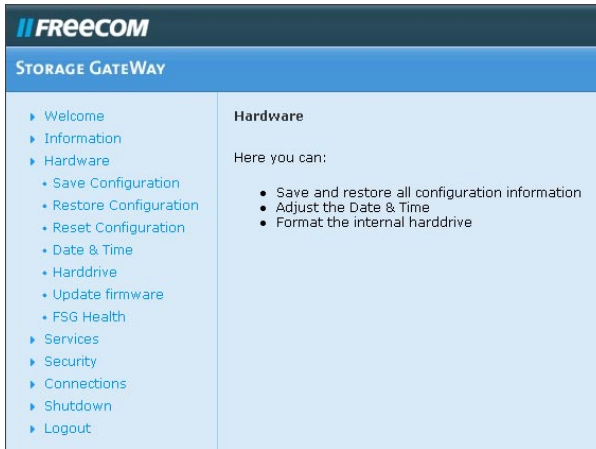 FREECOM
STORAGE GATEWAY
Welcome
Information
Hardware
Save Configuration
Restore Configuration
Reset Configuration
Date & Time
Harddrive
Update firmware
FSG Health
Services
Security
Connections
Shutdown
Logout
Hardware
Here you can:
Save and restore all configuration information
Adjust the Date & Time
Format the internal harddrive